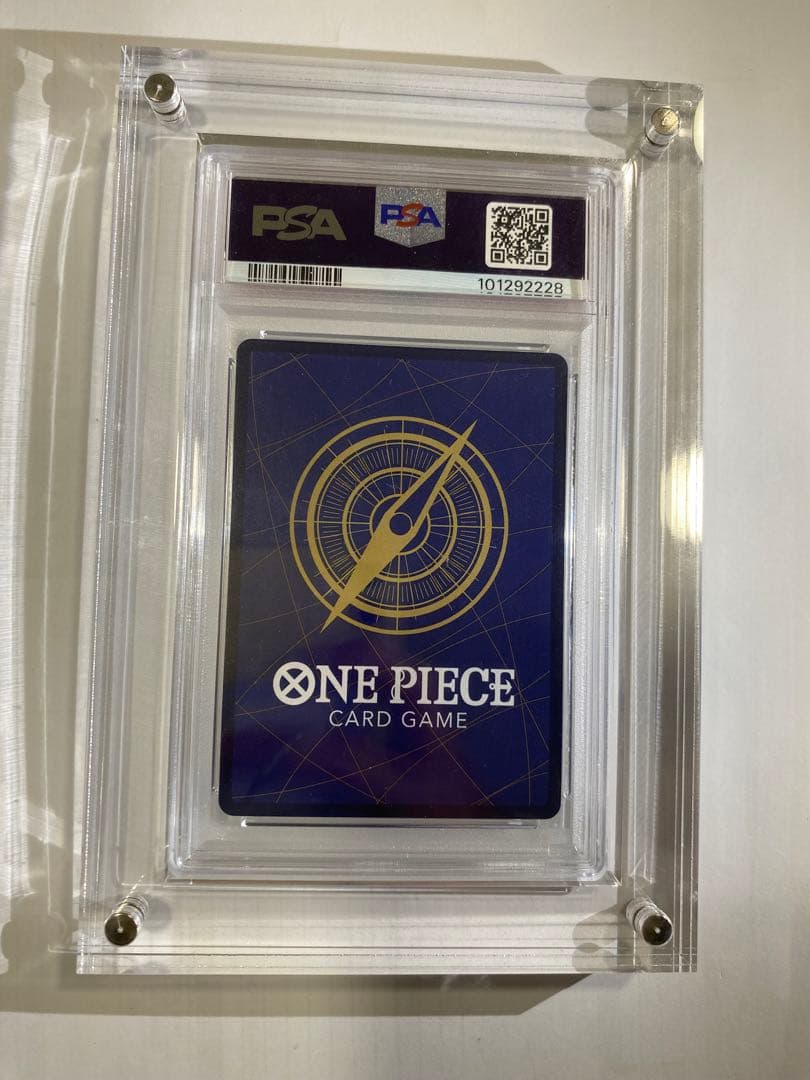 PSA
PSA
101292228
ONE PIECE
CARD GAME